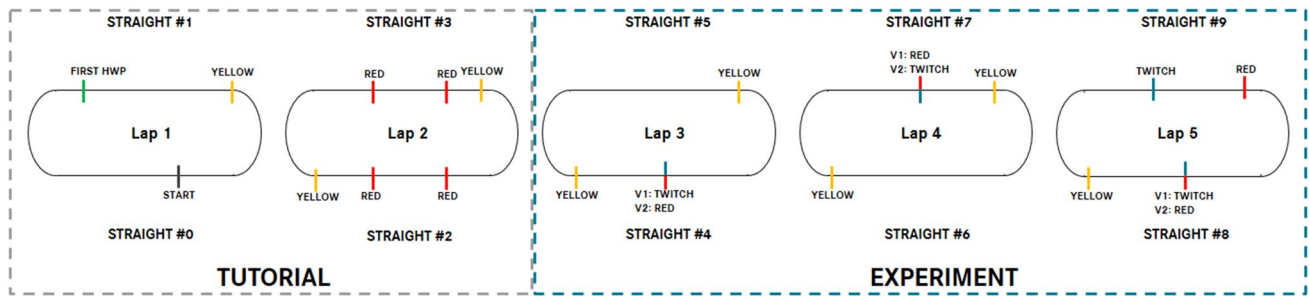 STRAIGHT #1
STRAIGHT #3
STRAIGHT #5
STRAIGHT #7
STRAIGHT #9
FIRST HWP
YELLOW
RED
RED
YELLOW
YELLOW
V1: RED
V2: TWITCH
YELLOW
TWITCH
RED
Lap 1
Lap 2
Lap 3
Lap 4
Lap 5
START
YELLOW
RED
RED
YELLOW
V1: TWITCH
V2: RED
YELLOW
YELLOW
V1: TWITCH
V2: RED
STRAIGHT #0
STRAIGHT #2
STRAIGHT #4
STRAIGHT #6
STRAIGHT #8
TUTORIAL
EXPERIMENT